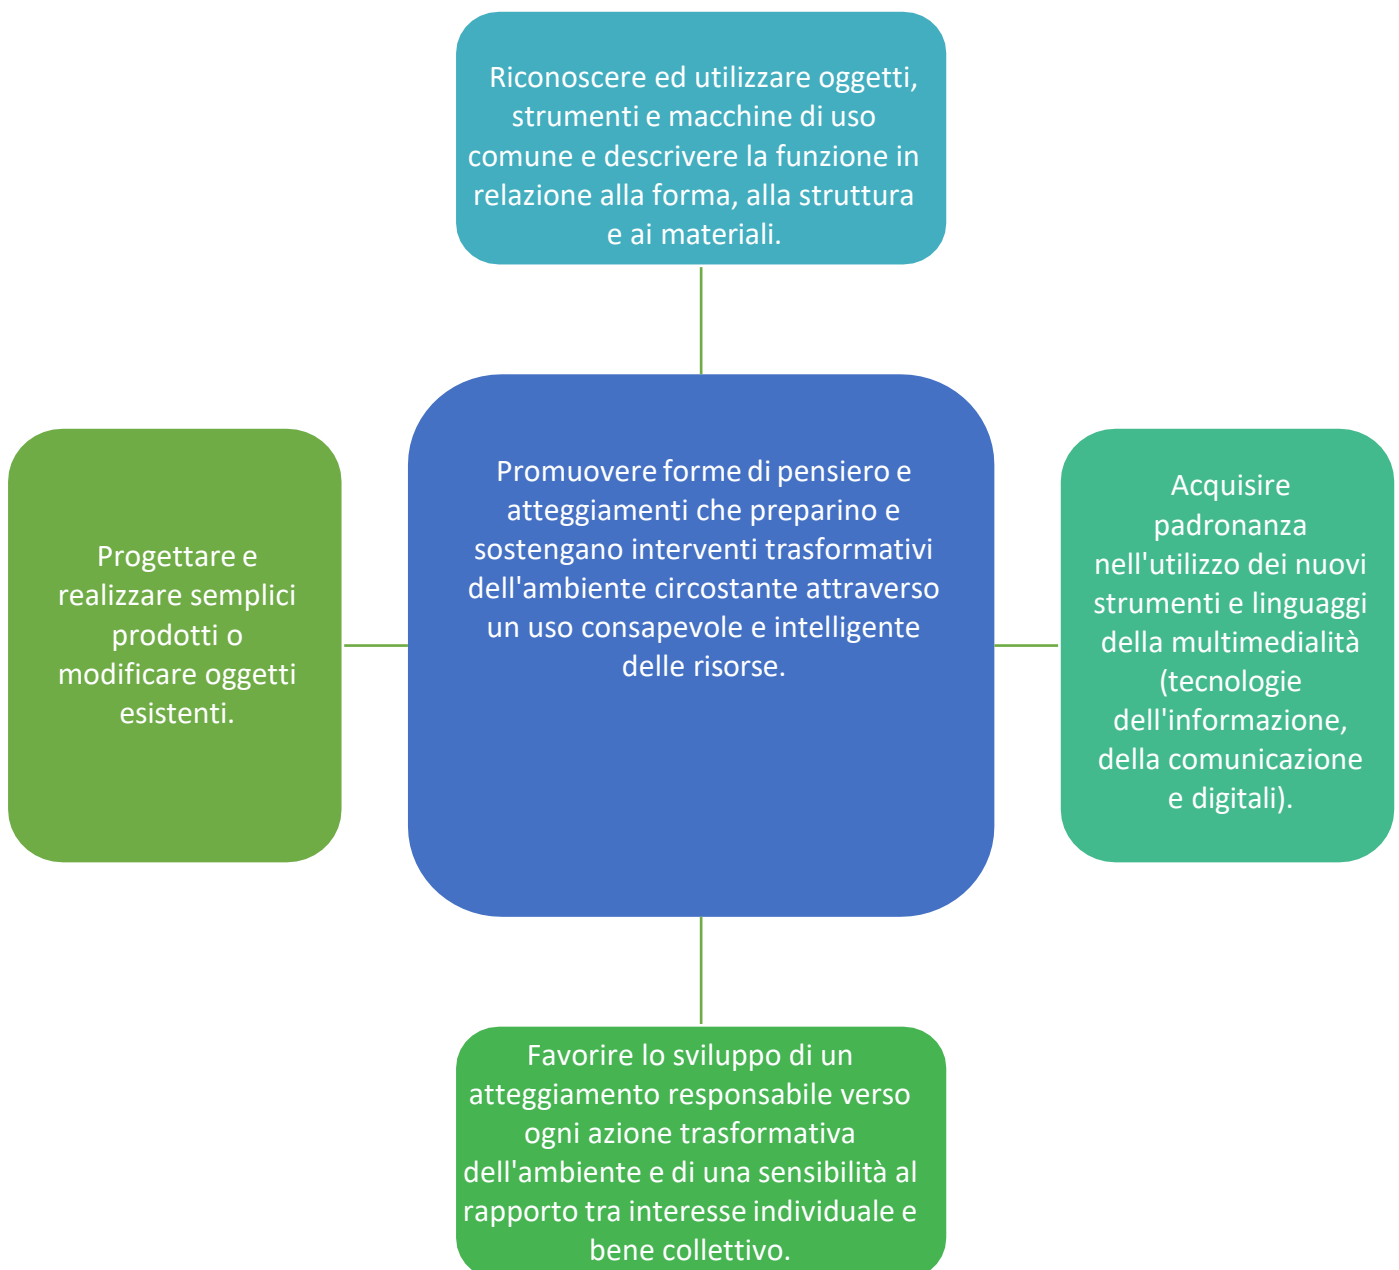 Riconoscere ed utilizzare oggetti,
strumenti e macchine di uso
comune e descrivere la funzione in
relazione alla forma, alla struttura
e ai materiali.
Promuovere forme di pensiero e
atteggiamenti che preparino e
sostengano interventi trasformativi
dell'ambiente circostante attraverso
un uso consapevole e intelligente
delle risorse.
Progettare e
realizzare semplici
prodotti o
modificare oggetti
esistenti.
Acquisire
padronanza
nell'utilizzo dei nuovi
strumenti e linguaggi
della multimedialità
(tecnologie
dell'informazione,
della comunicazione
e digitali).
Favorire lo sviluppo di un
atteggiamento responsabile verso
ogni azione trasformativa
dell'ambiente e di una sensibilità al
rapporto tra interesse individuale e
bene collettivo.